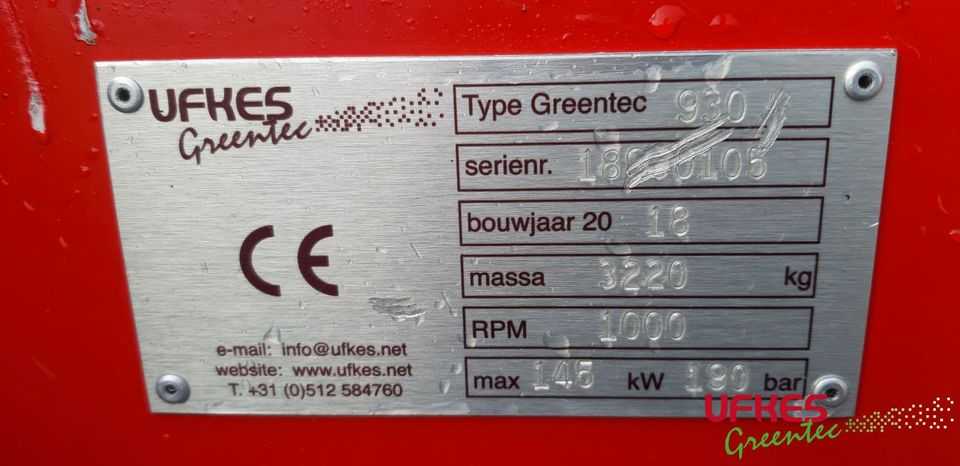 UFKES
Greentec
Type Greentec 930
serienr.
bouwjaar 20 18
massa 3220 kg
RPM 1000
max 145 kW 190 bar
e-mail: info@ufkes.net
website: www.ufkes.net
T. +31 (0)512 584760
CE
UFKES
Greentec